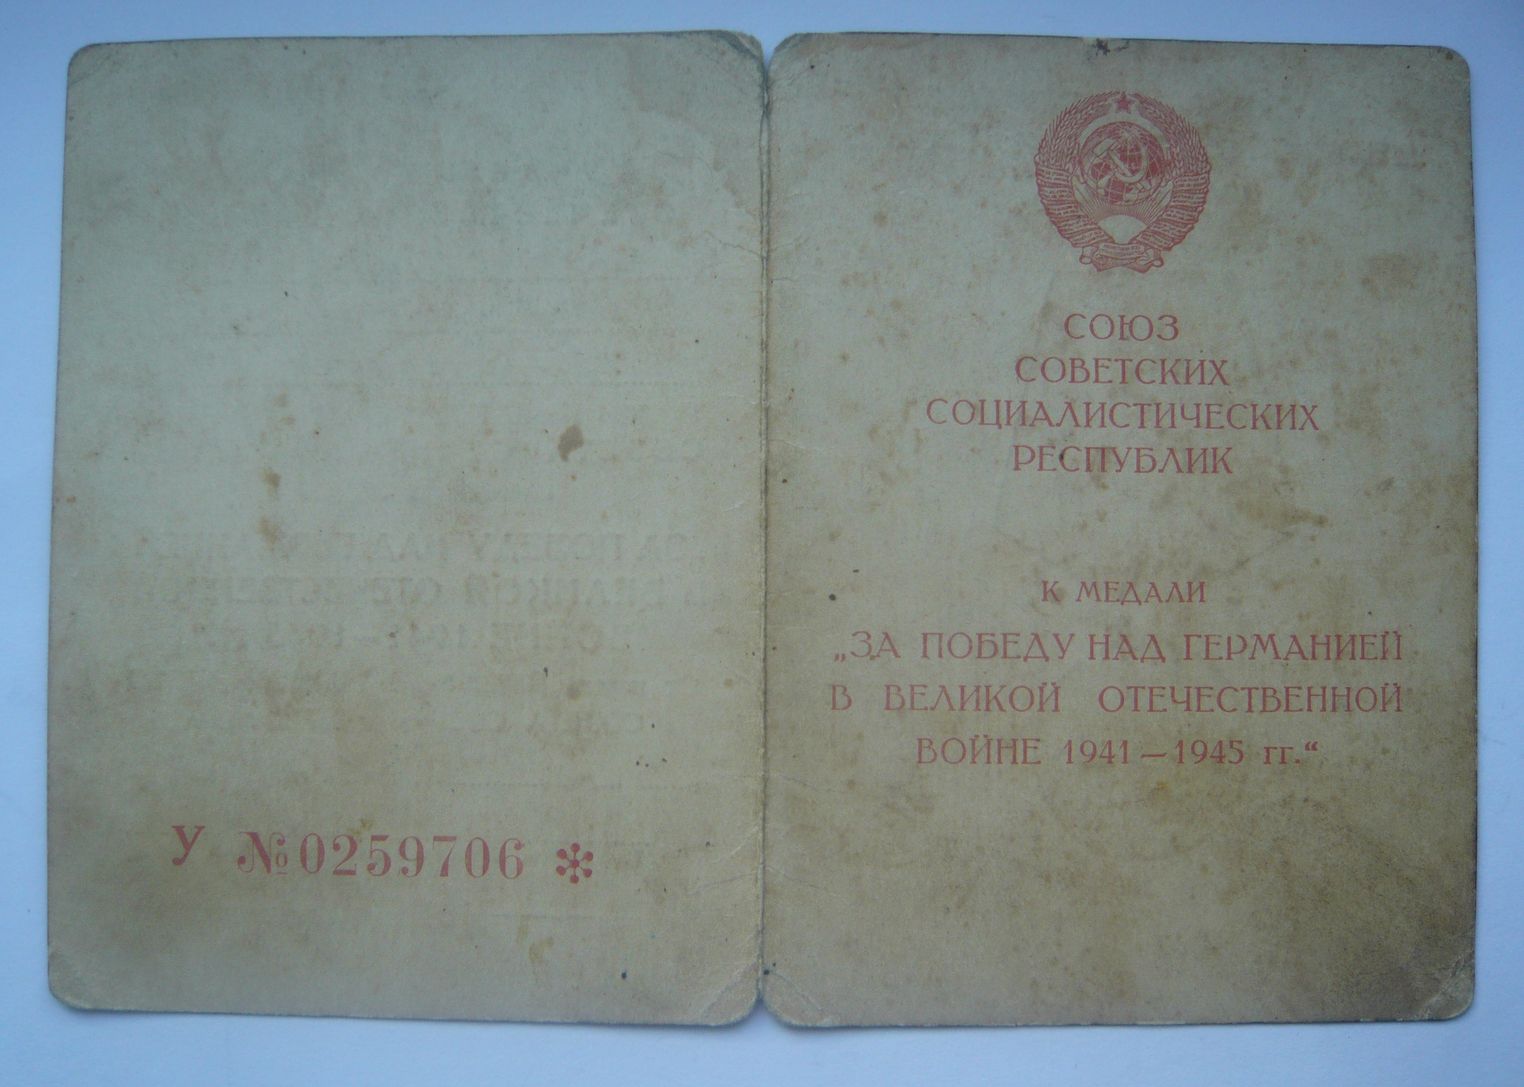 У №0259706 *
СОЮЗ
СОВЕТСКИХ
СОЦИАЛИСТИЧЕСКИХ
РЕСПУБЛИК
К МЕДАЛИ
„ЗА ПОБЕДУ НАД ГЕРМАНИЕЙ
В ВЕЛИКОЙ ОТЕЧЕСТВЕННОЙ
ВОЙНЕ 1941—1945 гг.“